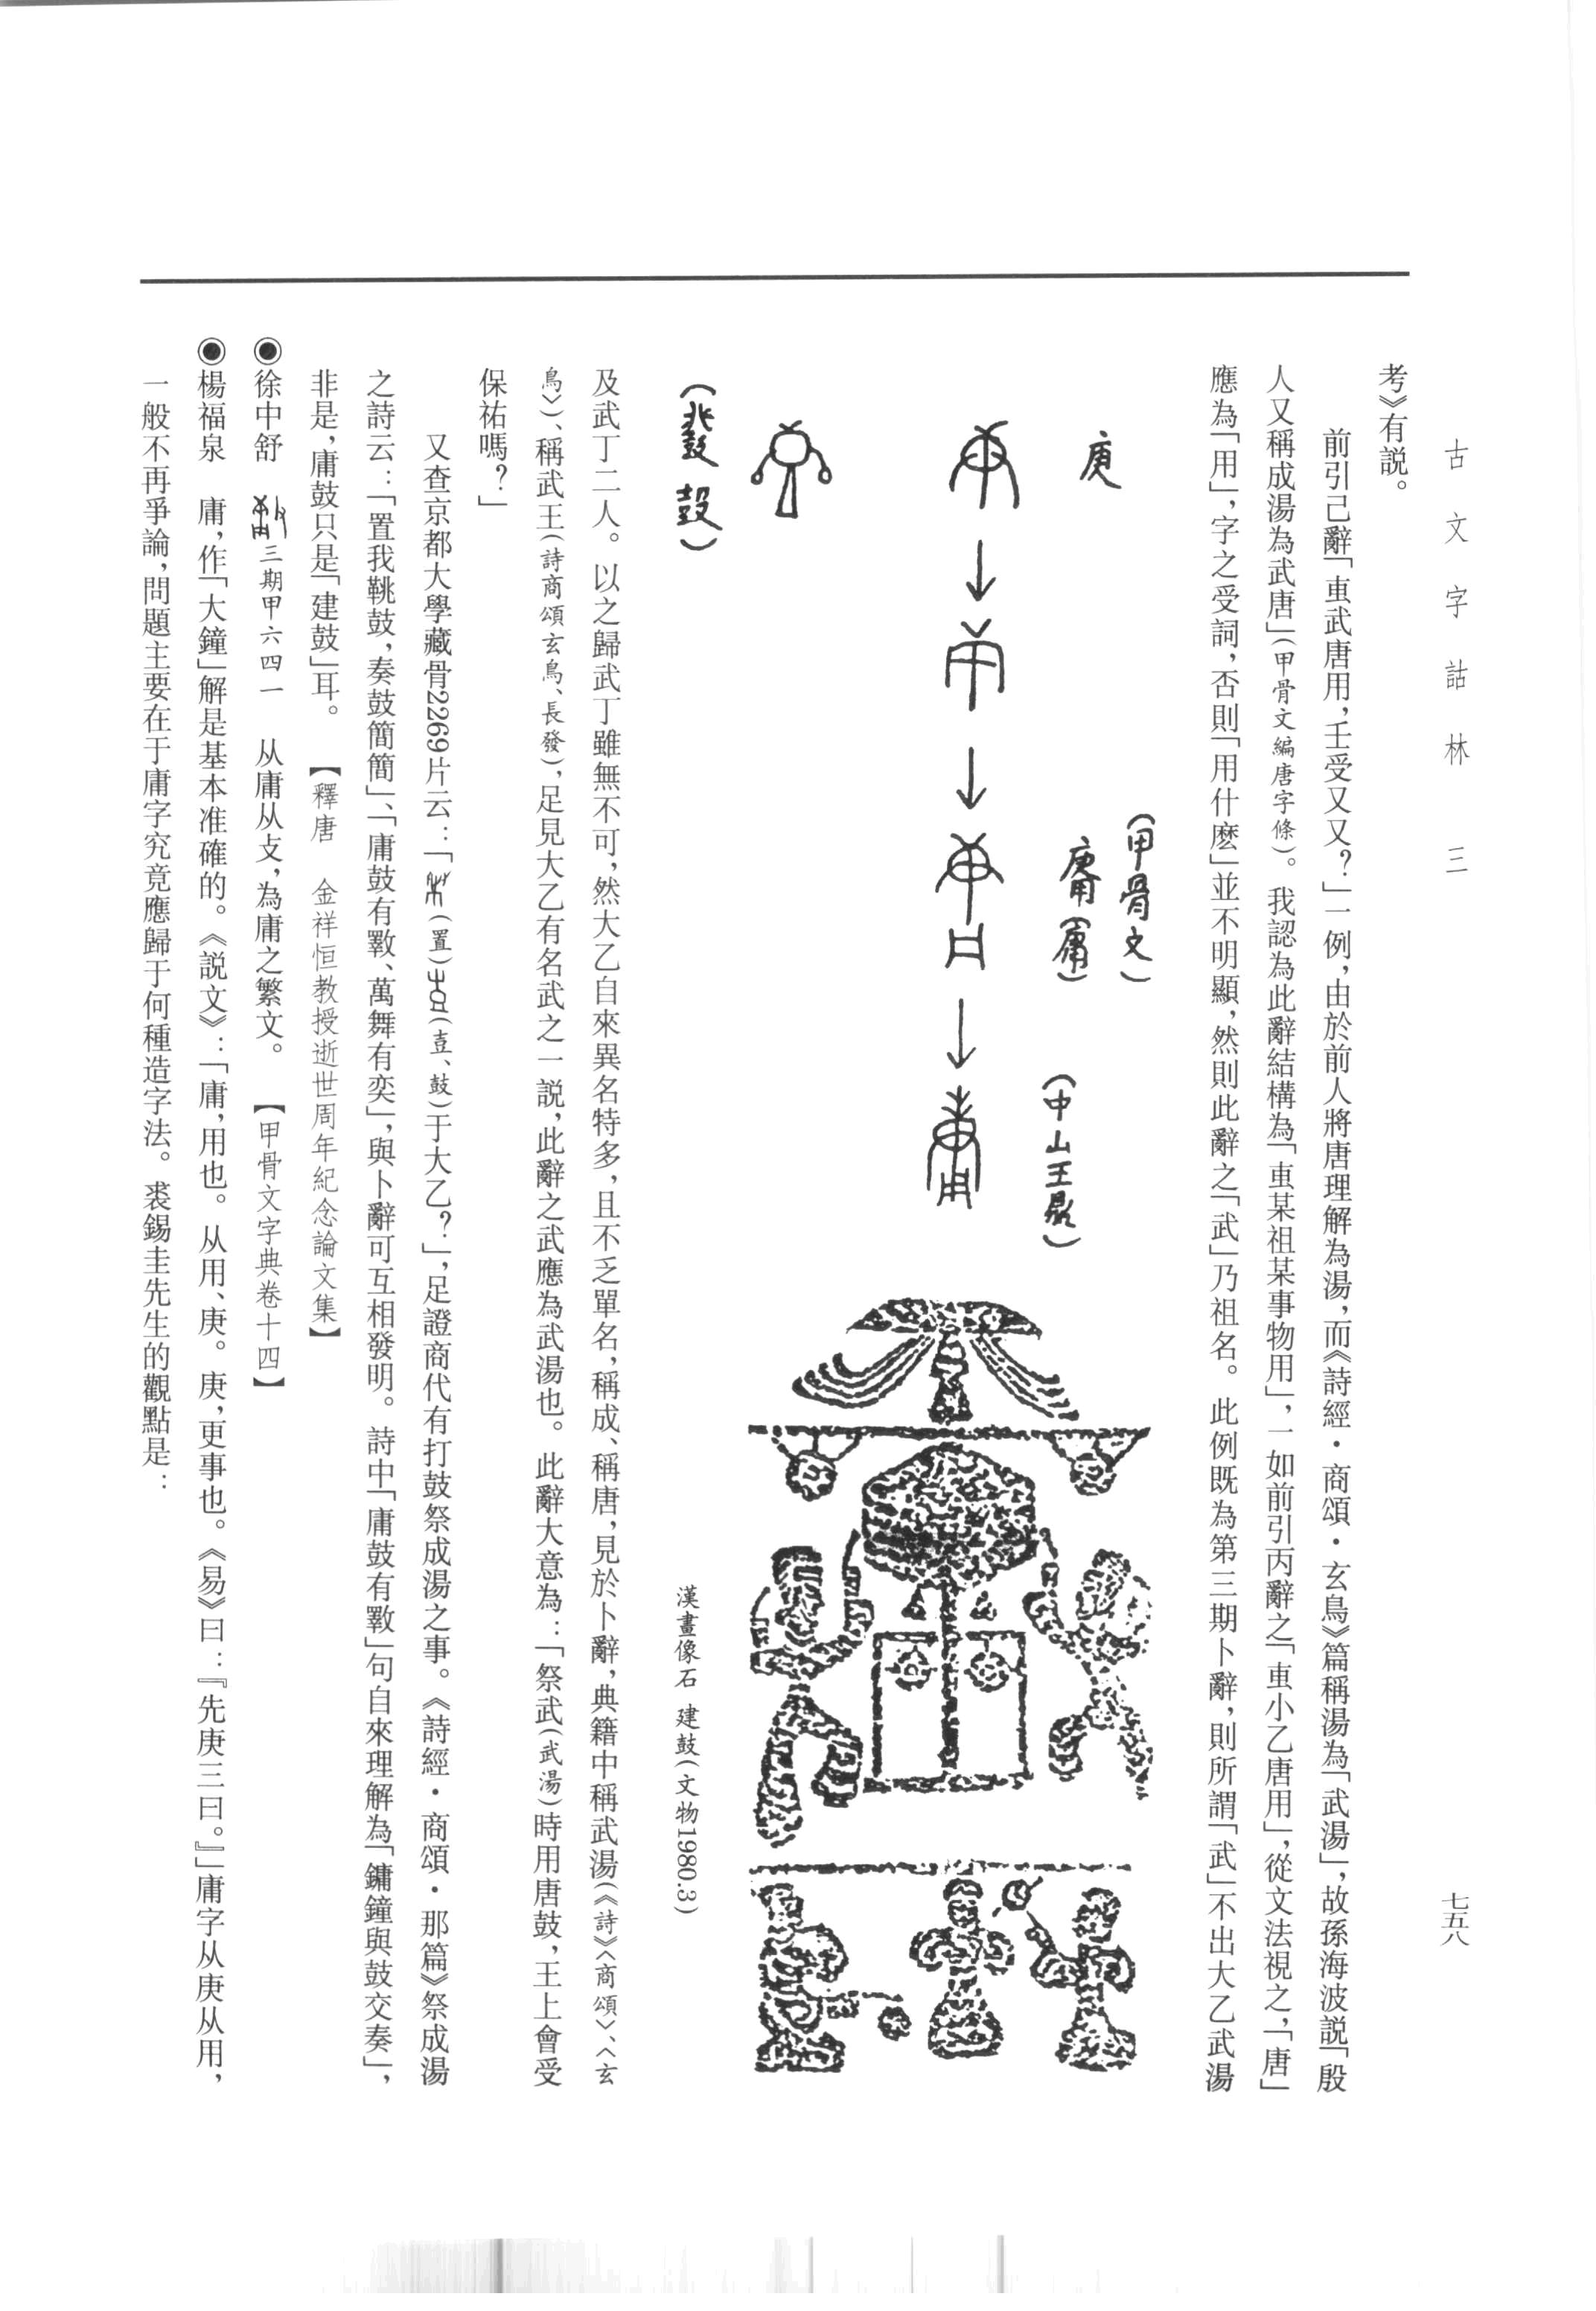 古文字詁林 三
七五八
考》有説。
前引己辭「叀武唐用，王受又又？」一例，由於前人將唐理解為湯，而《詩經·商頌·玄鳥》篇稱湯為「武湯」，故孫海波説「殷
人又稱成湯為武唐」（甲骨文編唐字條）。我認為此辭結構為「叀某祖某事物用」，一如前引丙辭之「叀小乙唐用」，從文法視之，「唐」
應為「用」，字之受詞，否則「用什麽」並不明顯，然則此辭之「武」乃祖名。此例既為第三期卜辭，則所謂「武」不出大乙武湯
（甲骨文）
庚
（庸）
（中山王鼎）
漢畫像石 建鼓（文物1980.3）
及武丁二人。以之歸武丁雖無不可，然大乙自來異名特多，且不乏單名，稱成、稱唐，見於卜辭，典籍中稱武湯（《詩》〈商頌〉、〈玄
鳥〉）、稱武王（詩商頌玄鳥、長發），足見大乙有名武之一説，此辭之武應為武湯也。此辭大意為：「祭武（武湯）時用唐鼓，王上會受
保祐嗎？」
又查京都大學藏骨2269片云：「（置）（壴、鼓）于大乙？」，足證商代有打鼓祭成湯之事。《詩經·商頌·那篇》祭成湯
之詩云：「置我鞉鼓，奏鼓簡簡」、「庸鼓有斁、萬舞有奕」，與卜辭可互相發明。詩中「庸鼓有斁」句自來理解為「鏞鐘與鼓交奏」，
非是，庸鼓只是「建鼓」耳。 【釋唐 金祥恒教授逝世周年紀念論文集】
◉徐中舒 三期甲六四一 从庸从攴，為庸之繁文。 【甲骨文字典卷十四】
◉楊福泉 庸，作「大鐘」解是基本准確的。《説文》：「庸，用也。从用、庚。庚，更事也。《易》曰：『先庚三日。』」庸字从庚从用，
一般不再爭論，問題主要在于庸字究竟應歸于何種造字法。裘錫圭先生的觀點是：